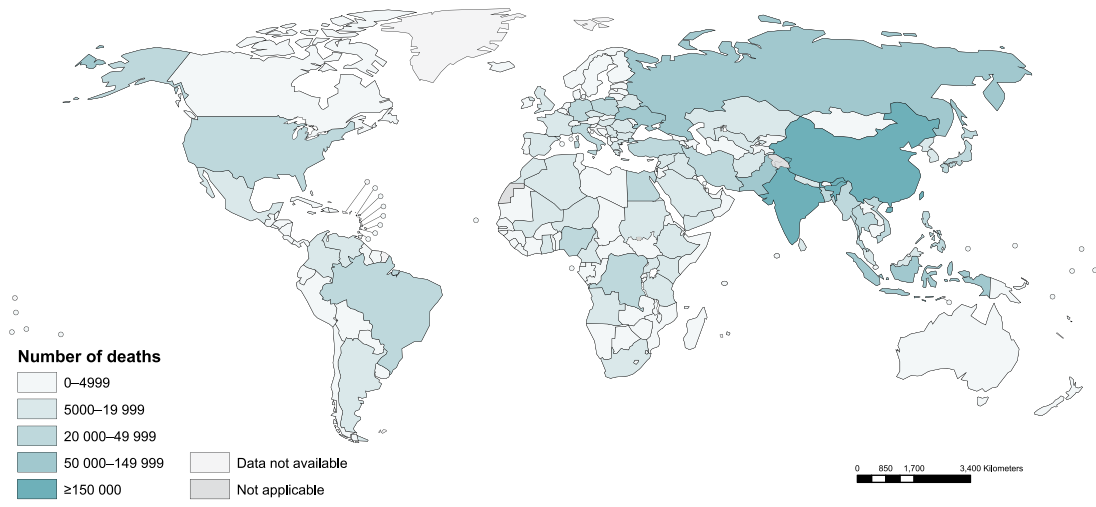 Number of deaths
0–4999
5000–19 999
20 000–49 999
50 000–149 999
≥150 000
Data not available
Not applicable
0 850 1,700 3,400 Kilometers